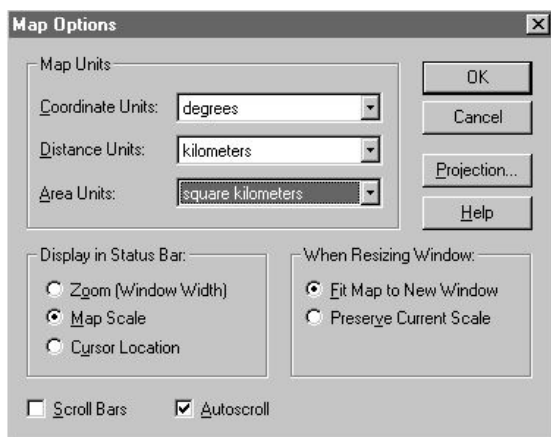 Map Options
Map Units
Coordinate Units: degrees
Distance Units: kilometers
Area Units: square kilometers
OK
Cancel
Projection...
Help
Display in Status Bar:
Zoom (Window Width)
Map Scale
Cursor Location
When Resizing Window:
Fit Map to New Window
Preserve Current Scale
Scroll Bars
Autoscroll